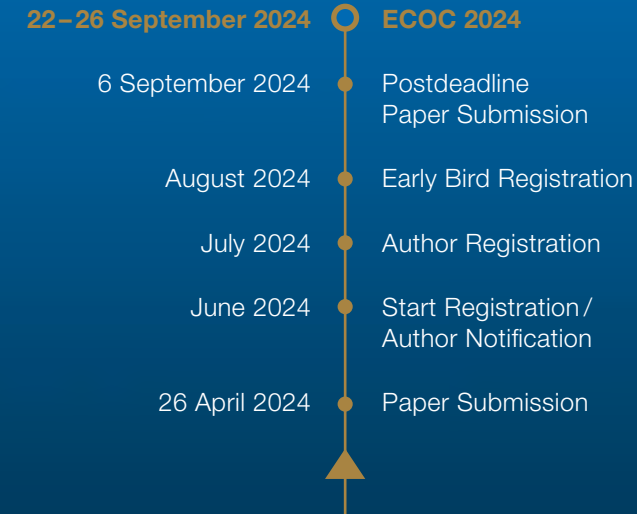 22–26 September 2024 ECOC 2024
6 September 2024 Postdeadline
Paper Submission
August 2024 Early Bird Registration
July 2024 Author Registration
June 2024 Start Registration /
Author Notification
26 April 2024 Paper Submission